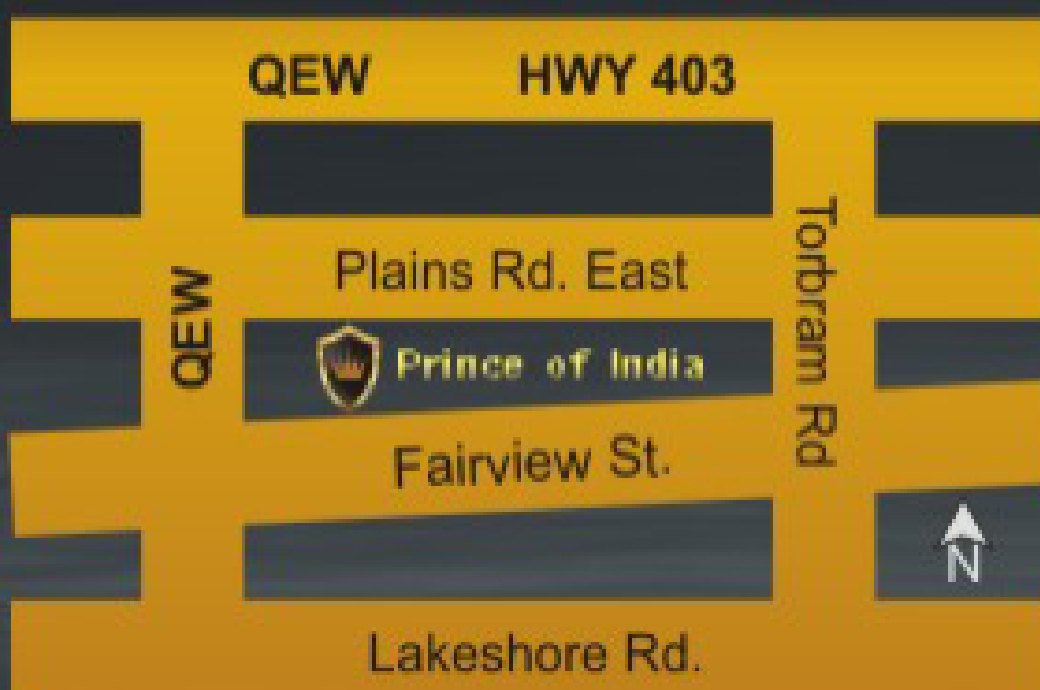 QEW HWY 403
Plains Rd. East
QEW
Torbram Rd
Prince of India
Fairview St.
N
Lakeshore Rd.